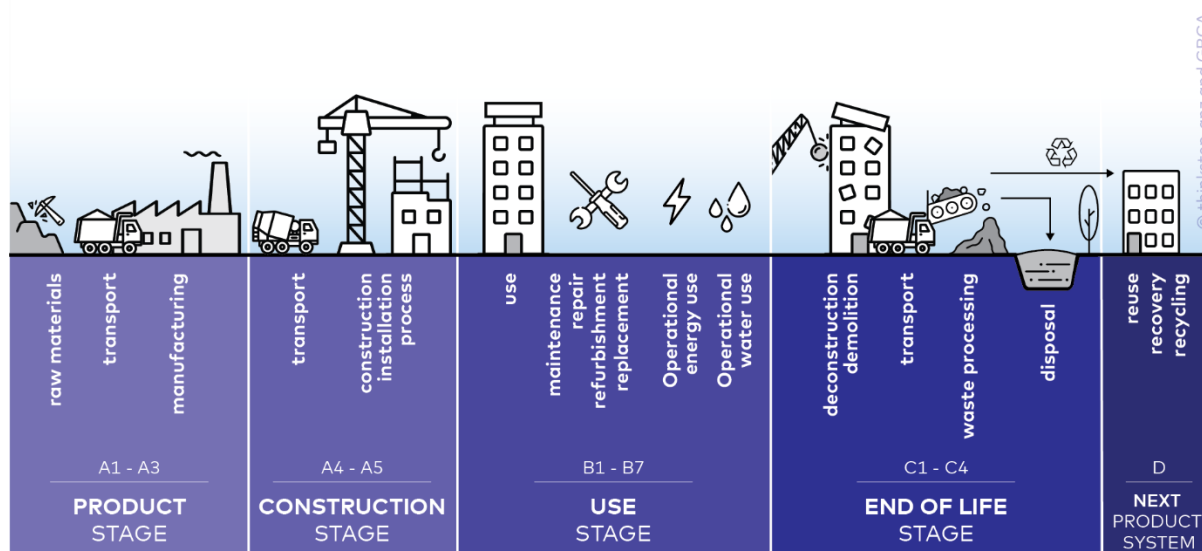 raw materials
transport
manufacturing
A1 - A3
PRODUCT
STAGE
transport
construction
installation
process
A4 - A5
CONSTRUCTION
STAGE
use
maintenance
repair
refurbishment
replacement
Operational
energy use
Operational
water use
B1 - B7
USE
STAGE
deconstruction
demolition
transport
waste processing
disposal
C1 - C4
END OF LIFE
STAGE
reuse
recovery
recycling
D
NEXT
PRODUCT
SYSTEM